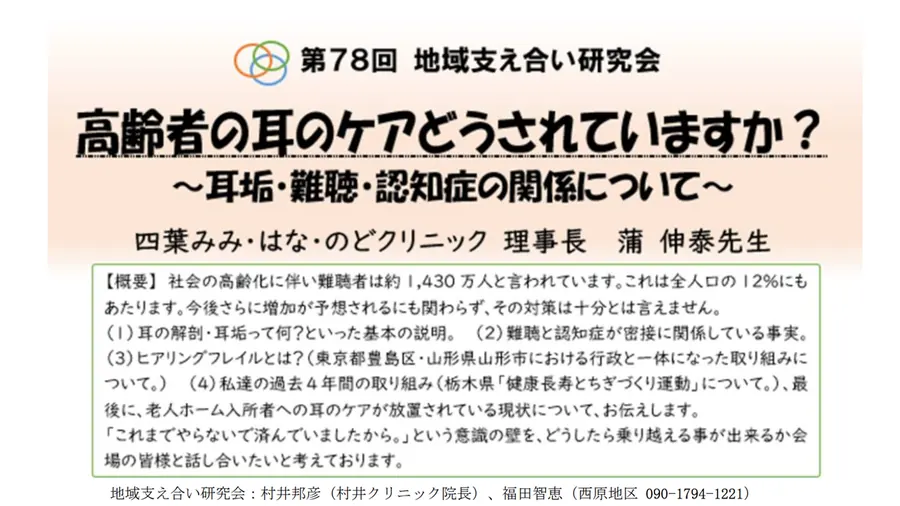 第78回 地域支え合い研究会
高齢者の耳のケアどうされていますか？
～耳垢・難聴・認知症の関係について～
四葉みみ・はな・のどクリニック 理事長　蒲 伸泰先生
【概要】 社会の高齢化に伴い難聴者は約1,430万人と言われています。これは全人口の12%にも
あたります。今後さらに増加が予想されるにも関わらず、その対策は十分とは言えません。
（1）耳の解剖・耳垢って何？といった基本の説明。 （2）難聴と認知症が密接に関係している事実。
（3）ヒアリングフレイルとは？（東京都豊島区・山形県山形市における行政と一体になった取り組みに
ついて。） （4）私達の過去4年間の取り組み（栃木県「健康長寿とちぎづくり運動」について。）、最
後に、老人ホーム入所者への耳のケアが放置されている現状について、お伝えします。
「これまでやらないで済んでいましたから。」という意識の壁を、どうしたら乗り越える事が出来るか会
場の皆様と話し合いたいと考えております。
地域支え合い研究会：村井邦彦（村井クリニック院長）、福田智恵（西原地区 090-1794-1221）